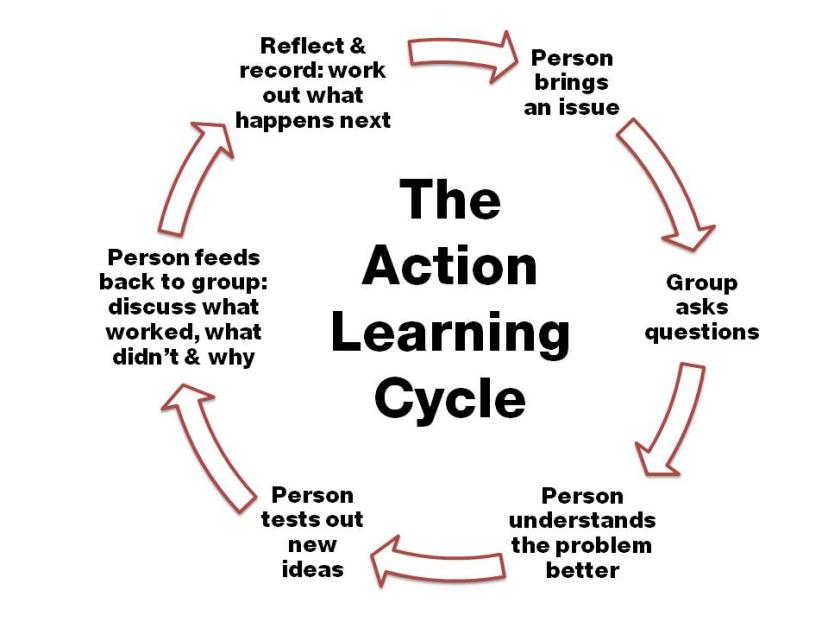 The
Action
Learning
Cycle
Person
brings
an issue
Group
asks
questions
Person
understands
the problem
better
Person
tests out
new
ideas
Person feeds
back to group:
discuss what
worked, what
didn't & why
Reflect &
record: work
out what
happens next